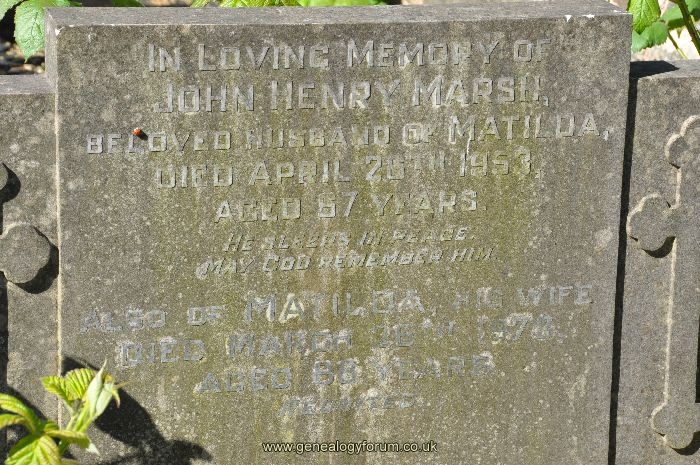 IN LOVING MEMORY OF
JOHN HENRY MARSH,
BELOVED HUSBAND OF MATILDA,
DIED APRIL 26TH 1953,
AGED 67 YEARS.
HE SLEEPS IN PEACE
MAY GOD REMEMBER HIM.
ALSO OF MATILDA, HIS WIFE
DIED MARCH
AGED YEARS.
REUNITED.
www.genealogyforum.co.uk